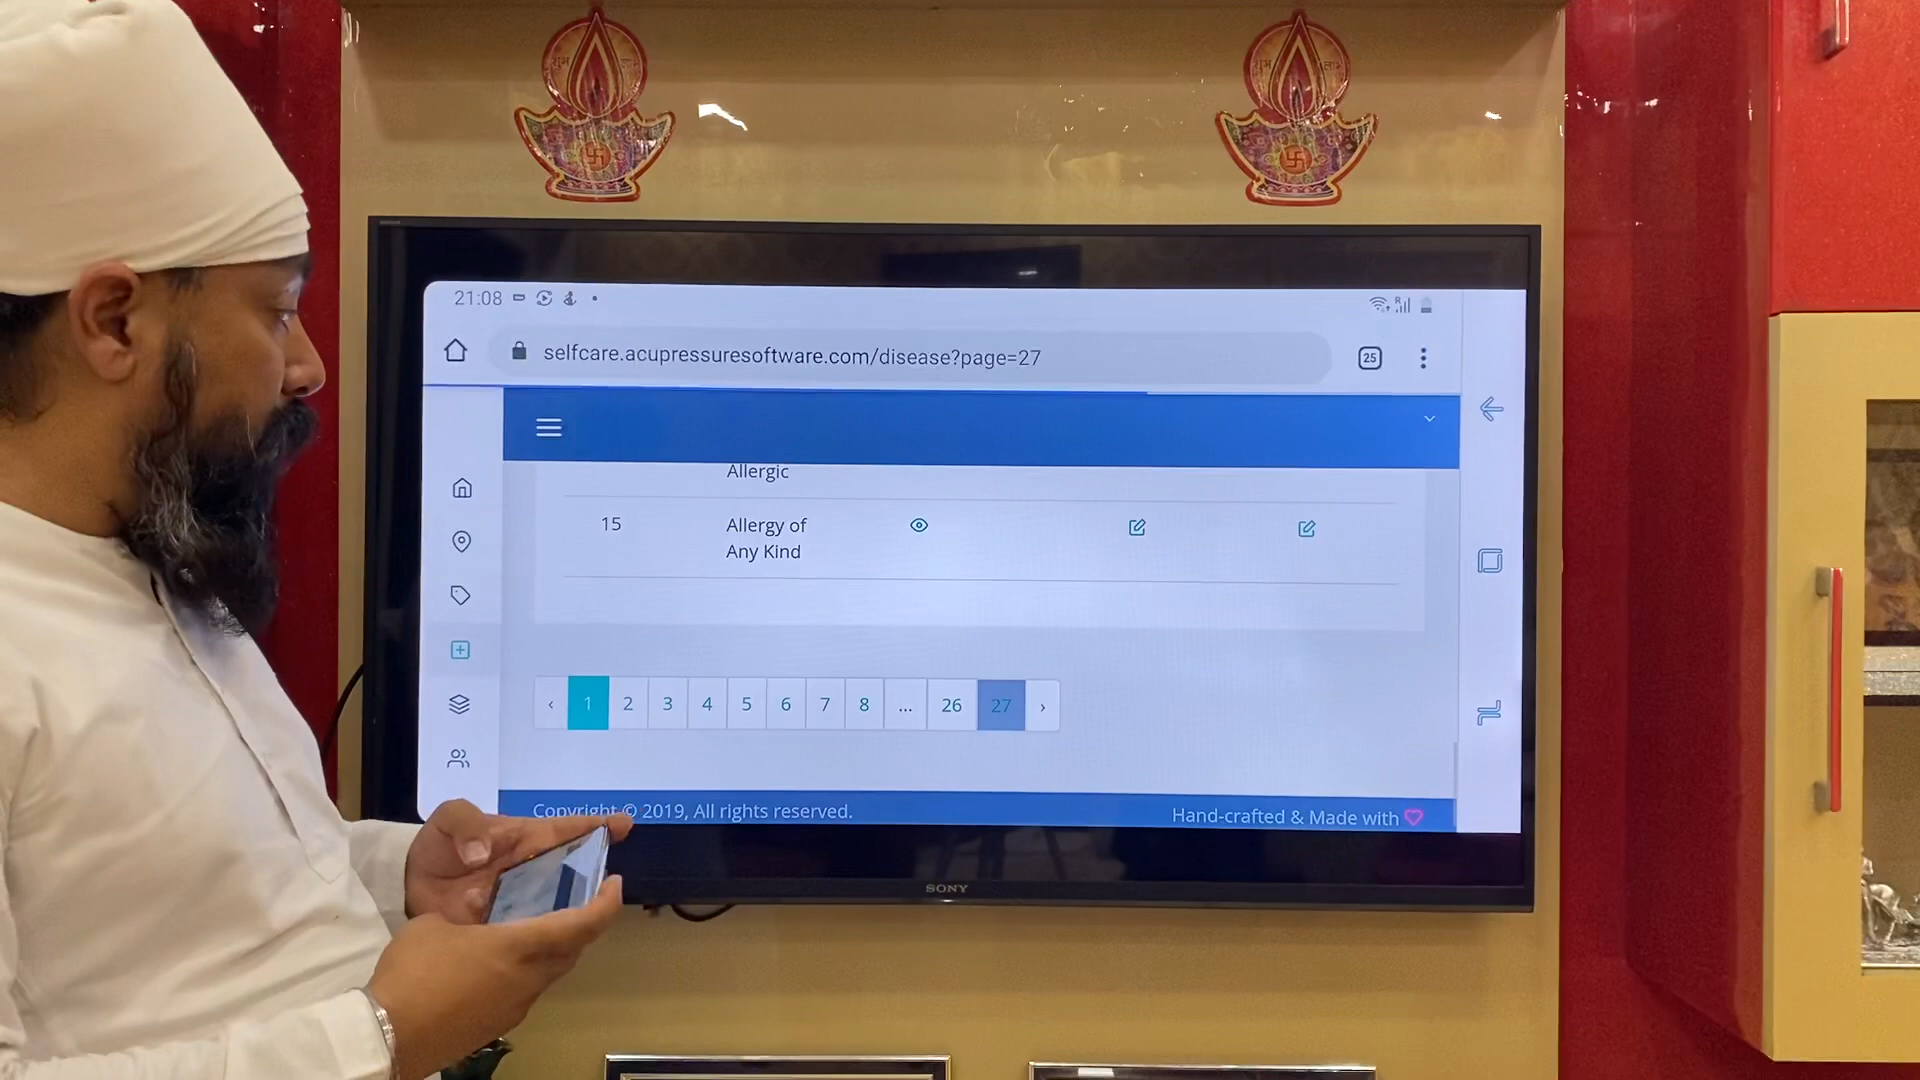 शुभ लाभ
21:08
R
selfcare.acupressuresoftware.com/disease?page=27
25
Allergic
15 Allergy of
Any Kind
‹ 1 2 3 4 5 6 7 8 ... 26 27 ›
Copyright © 2019, All rights reserved. Hand-crafted & Made with
SONY